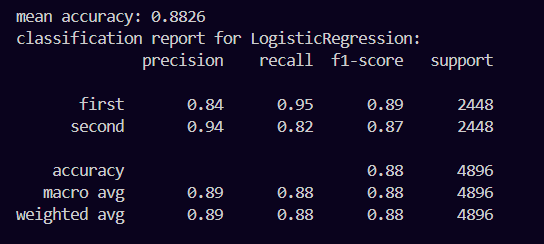 mean accuracy: 0.8826
classification report for LogisticRegression:
precision recall f1-score support
first 0.84 0.95 0.89 2448
second 0.94 0.82 0.87 2448
accuracy 0.88 4896
macro avg 0.89 0.88 0.88 4896
weighted avg 0.89 0.88 0.88 4896